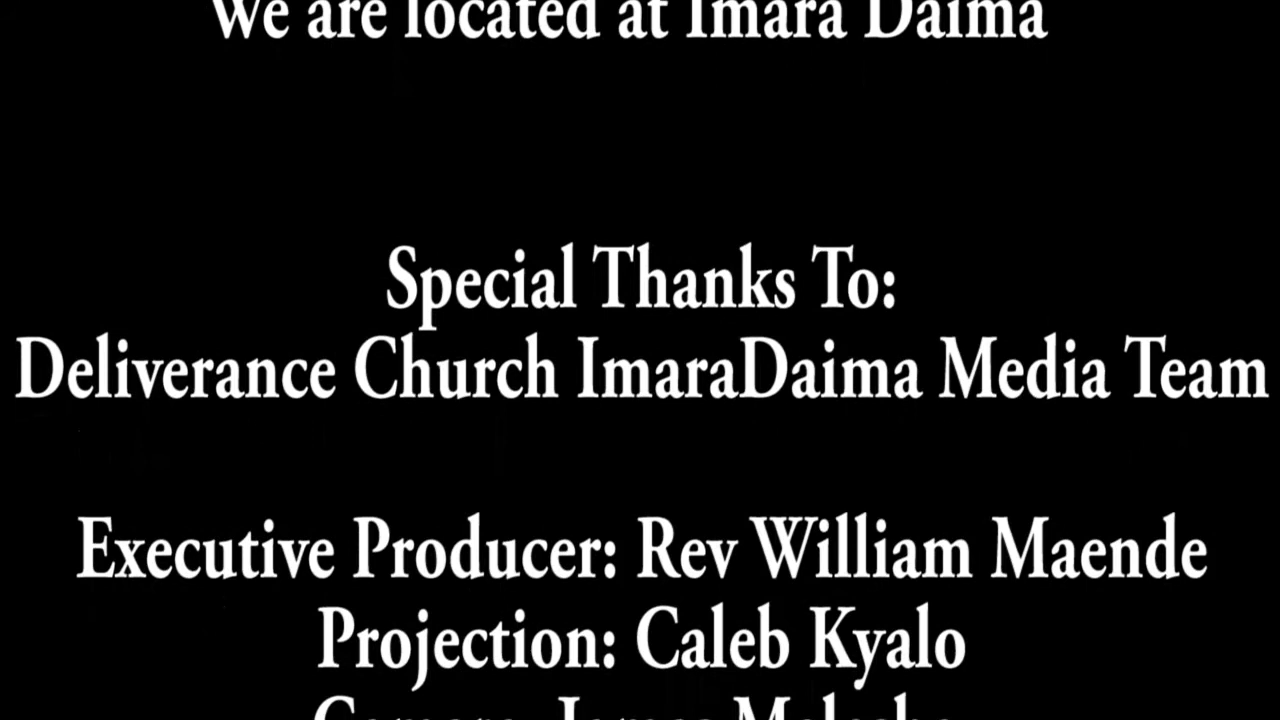 We are located at Imara Daima
Special Thanks To:
Deliverance Church ImaraDaima Media Team
Executive Producer: Rev William Maende
Projection: Caleb Kyalo
James